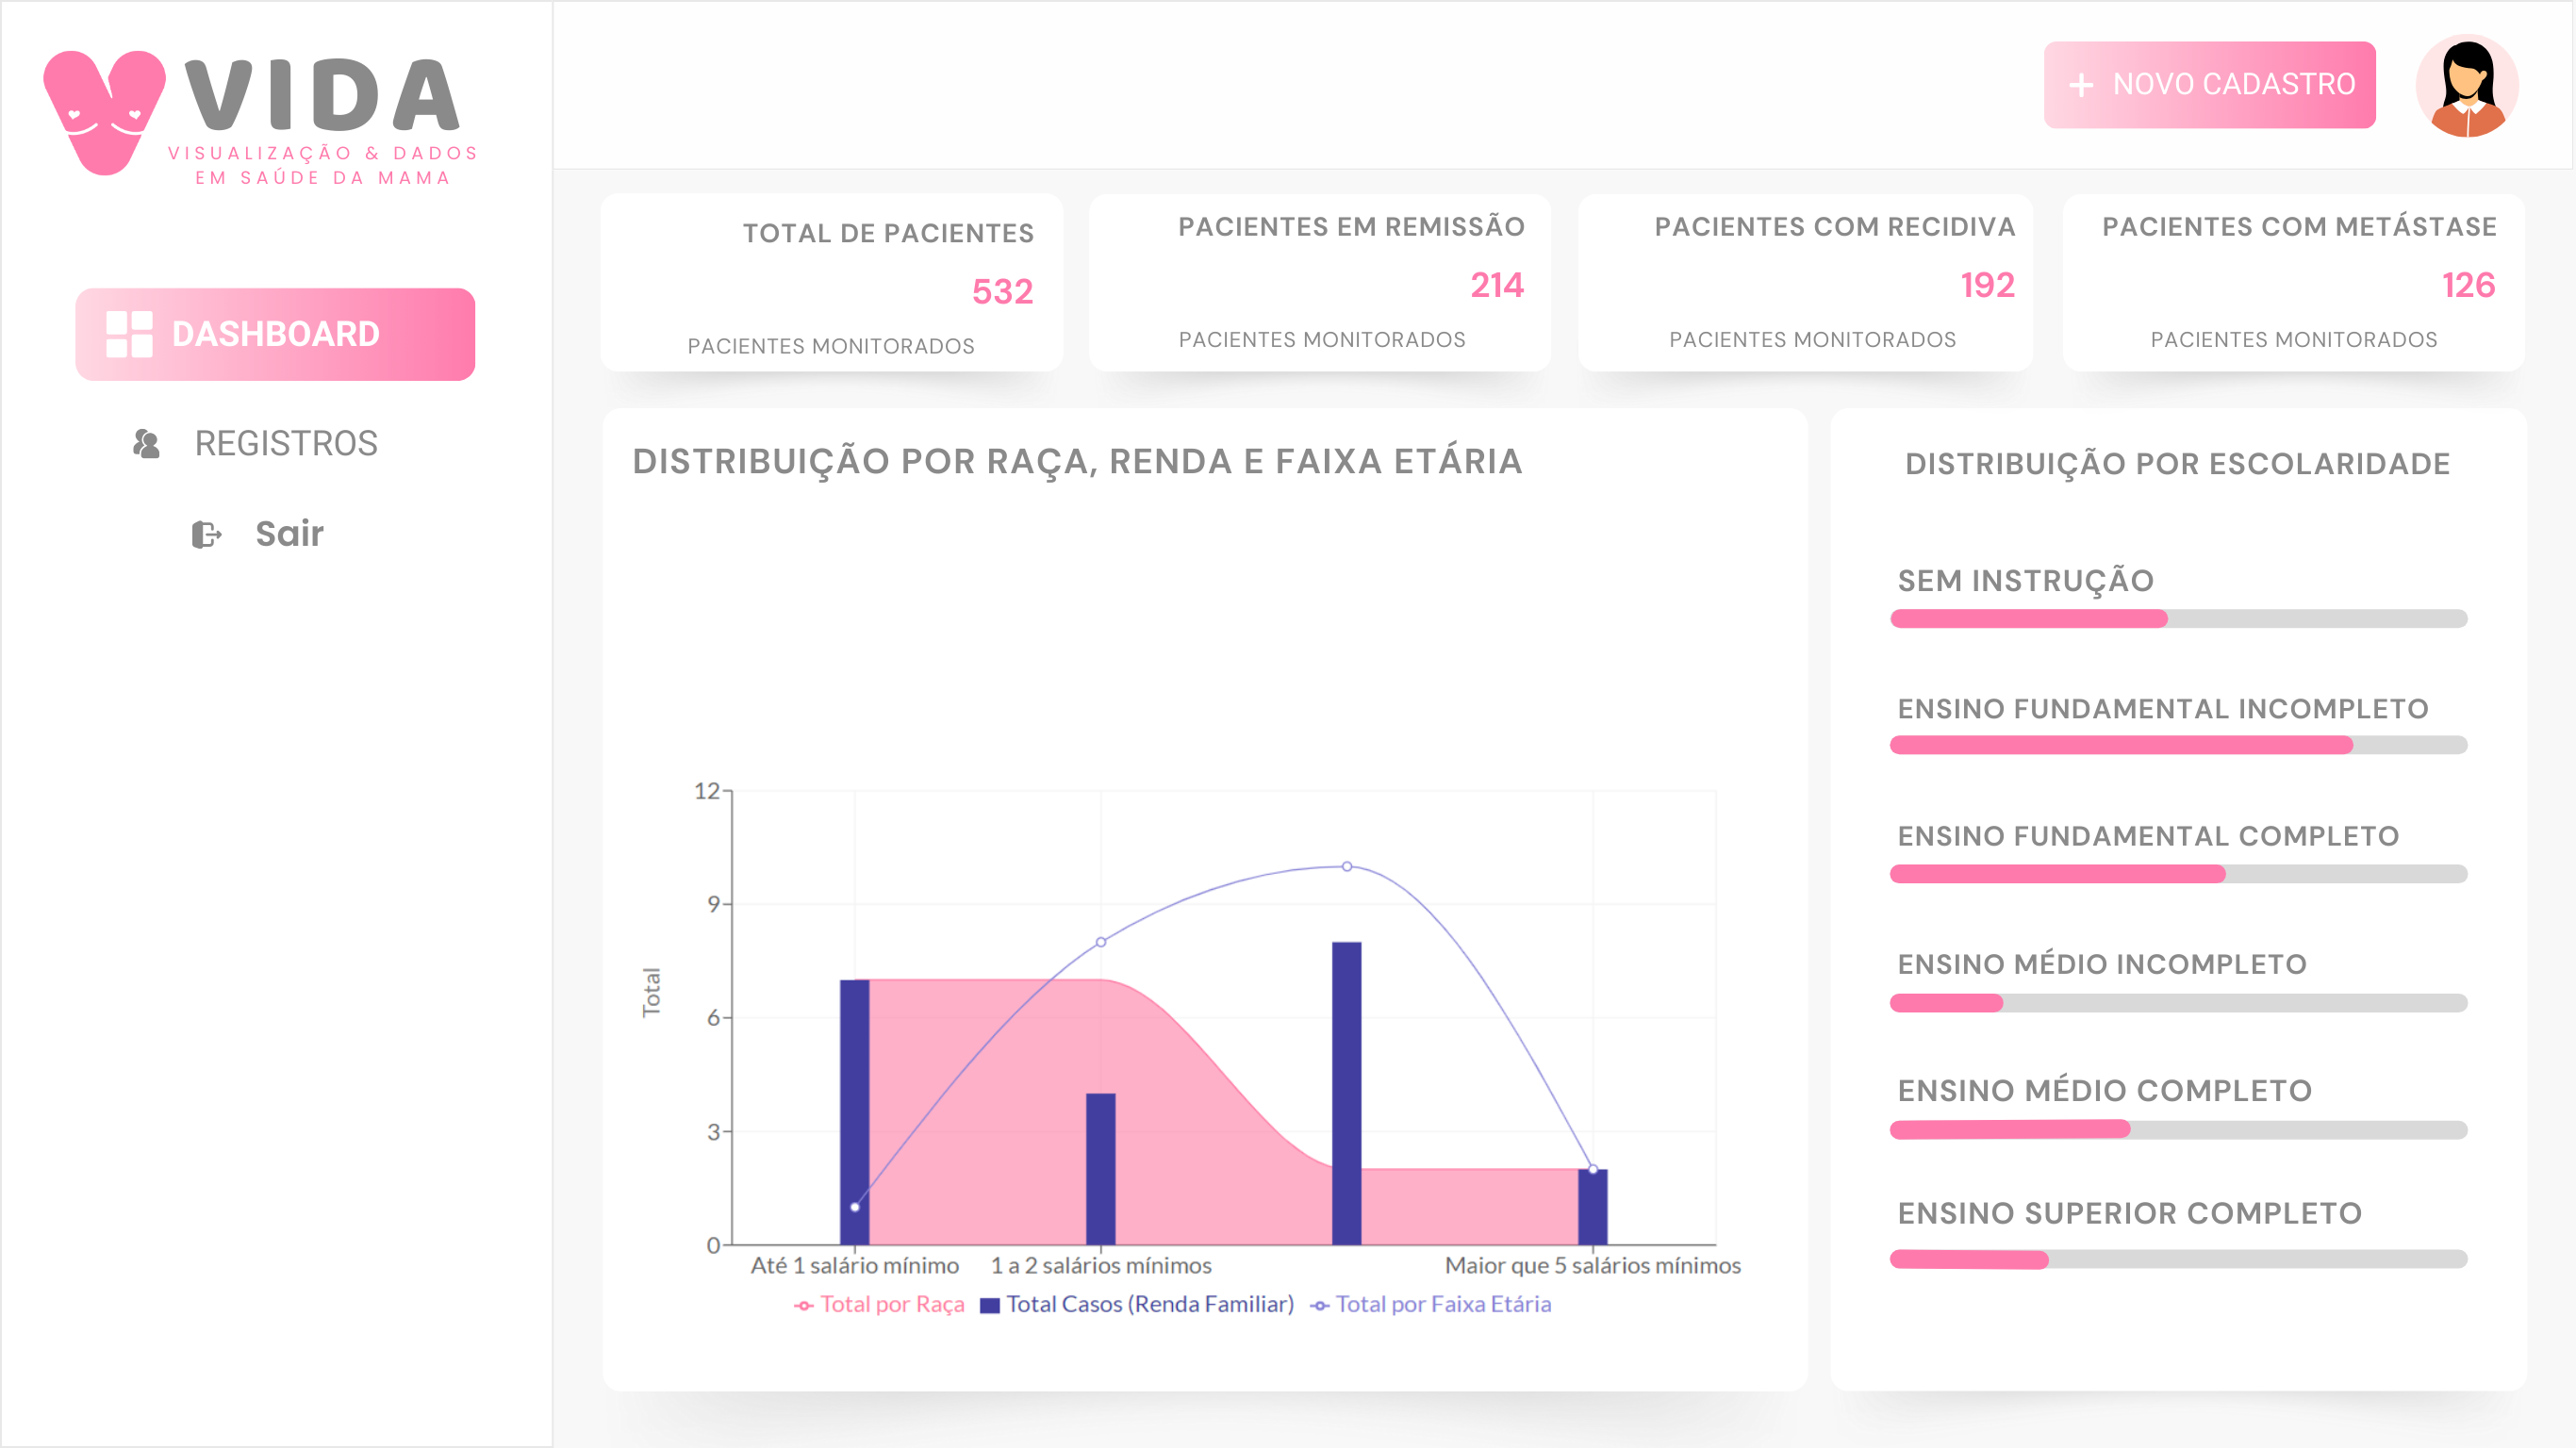 VIDA
VISUALIZAÇÃO & DADOS
EM SAÚDE DA MAMA
DASHBOARD
REGISTROS
Sair
+ NOVO CADASTRO
TOTAL DE PACIENTES
532
PACIENTES MONITORADOS
PACIENTES EM REMISSÃO
214
PACIENTES MONITORADOS
PACIENTES COM RECIDIVA
192
PACIENTES MONITORADOS
PACIENTES COM METÁSTASE
126
PACIENTES MONITORADOS
DISTRIBUIÇÃO POR RAÇA, RENDA E FAIXA ETÁRIA
12
9
6
3
0
Total
Até 1 salário mínimo
1 a 2 salários mínimos
Maior que 5 salários mínimos
Total por Raça
Total Casos (Renda Familiar)
Total por Faixa Etária
DISTRIBUIÇÃO POR ESCOLARIDADE
SEM INSTRUÇÃO
ENSINO FUNDAMENTAL INCOMPLETO
ENSINO FUNDAMENTAL COMPLETO
ENSINO MÉDIO INCOMPLETO
ENSINO MÉDIO COMPLETO
ENSINO SUPERIOR COMPLETO